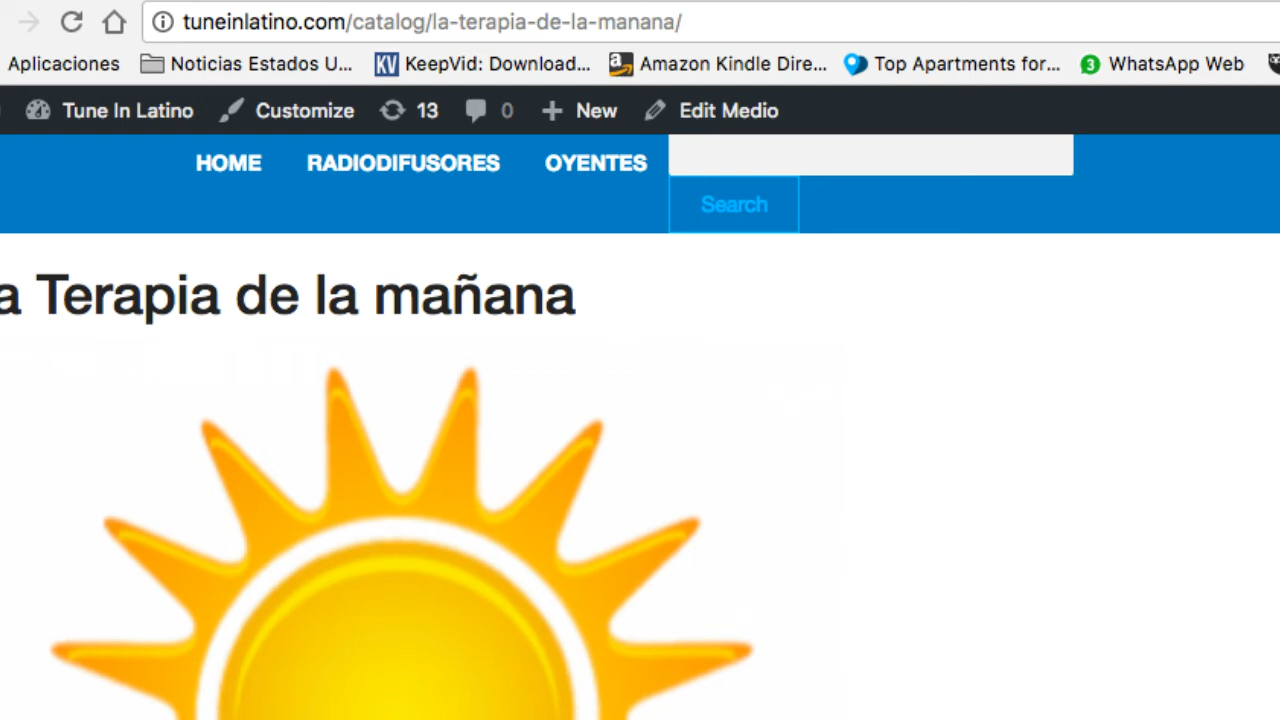 tuneinlatino.com/catalog/la-terapia-de-la-manana/
Aplicaciones Noticias Estados U... KV KeepVid: Download... a Amazon Kindle Dire... Top Apartments for... 3 WhatsApp Web
Tune In Latino Customize 13 0 New Edit Medio
HOME RADIODIFUSORES OYENTES
Search
a Terapia de la mañana